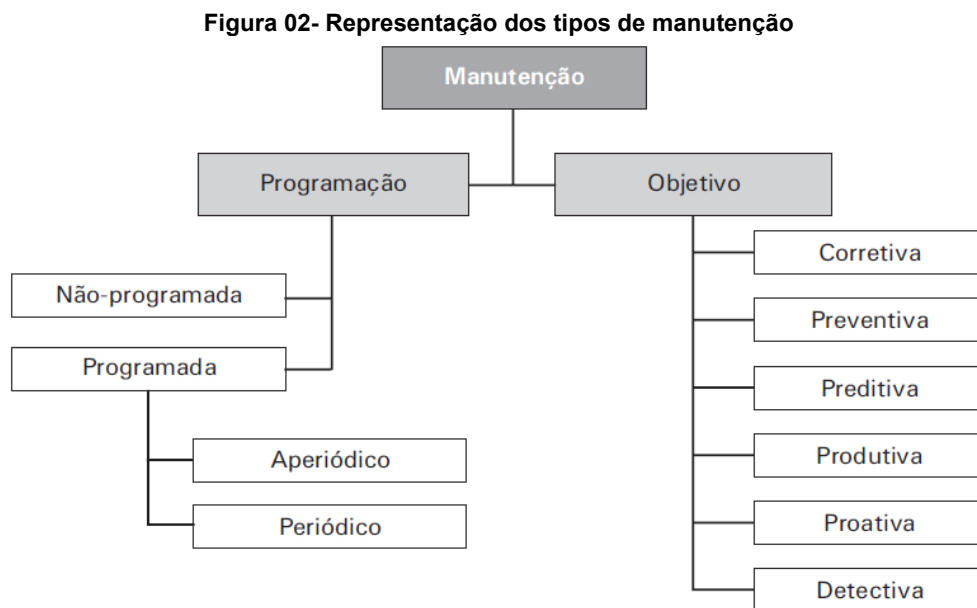 Figura 02- Representação dos tipos de manutenção
Manutenção
Programação
Objetivo
Não-programada
Programada
Aperiódico
Periódico
Corretiva
Preventiva
Preditiva
Produtiva
Proativa
Detectiva